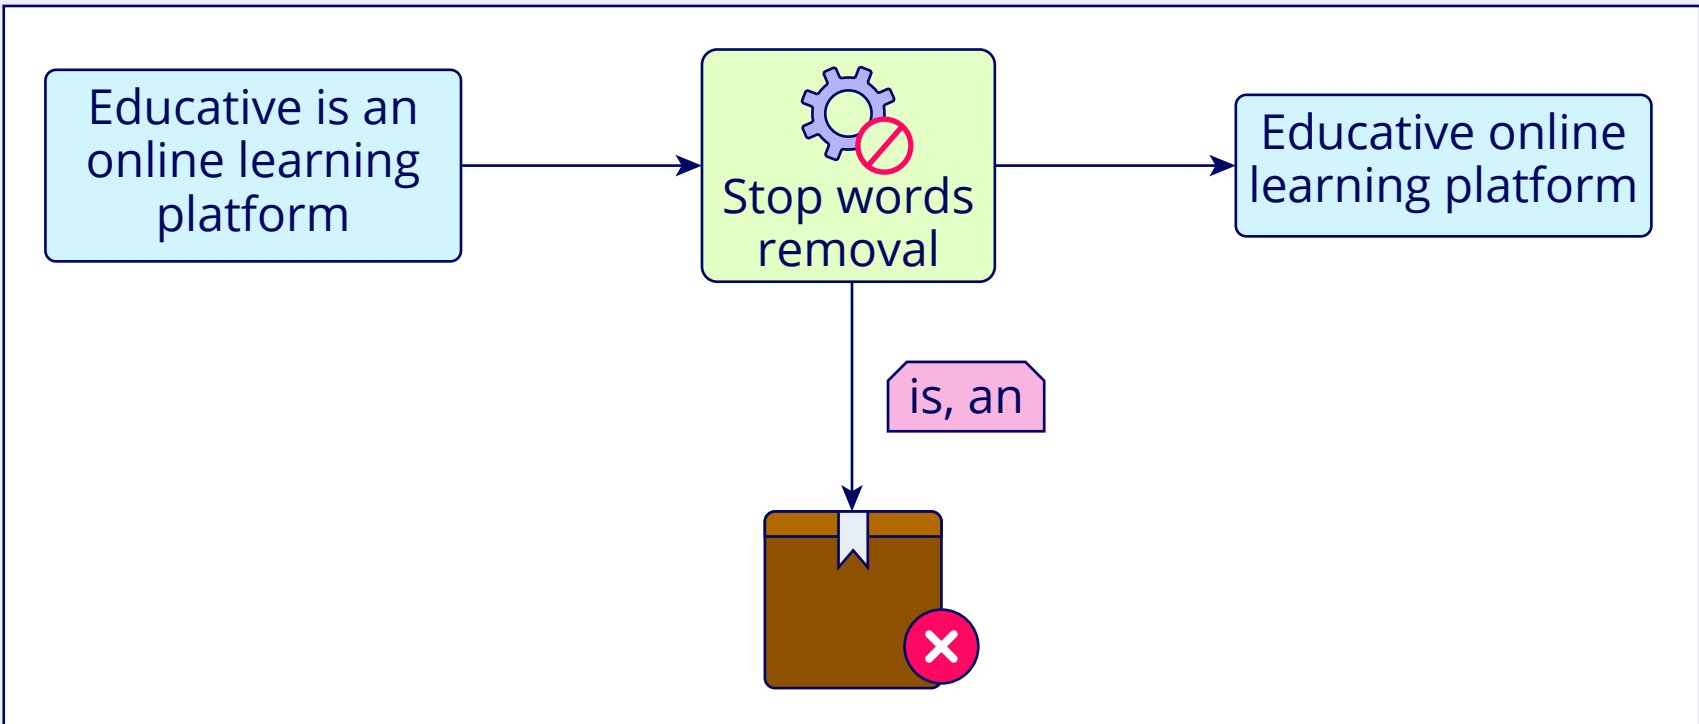 Educative is an
online learning
platform
Stop words
removal
Educative online
learning platform
is, an